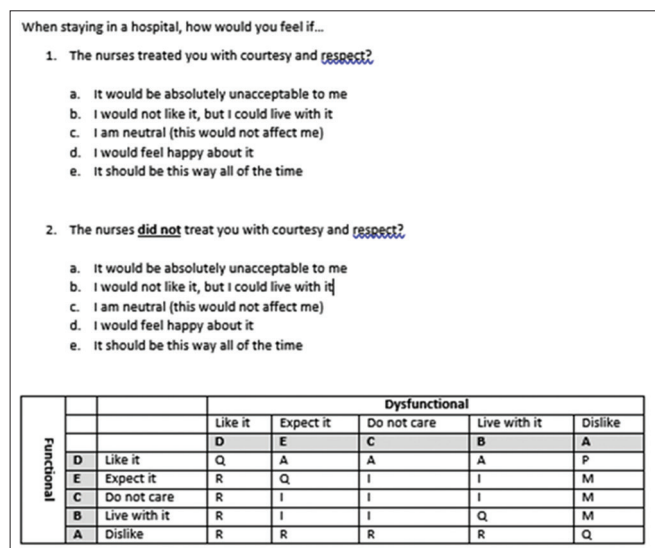 When staying in a hospital, how would you feel if...
1. The nurses treated you with courtesy and respect?
a. It would be absolutely unacceptable to me
b. I would not like it, but I could live with it
c. I am neutral (this would not affect me)
d. I would feel happy about it
e. It should be this way all of the time
2. The nurses did not treat you with courtesy and respect?
a. It would be absolutely unacceptable to me
b. I would not like it, but I could live with it
c. I am neutral (this would not affect me)
d. I would feel happy about it
e. It should be this way all of the time
Dysfunctional
Like it Expect it Do not care Live with it Dislike
D E C B A
Functional
D Like it Q A A A P
E Expect it R Q I I M
C Do not care R I I I M
B Live with it R I I Q M
A Dislike R R R R Q